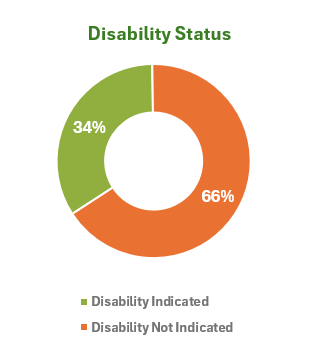 Disability Status
34%
66%
Disability Indicated
Disability Not Indicated